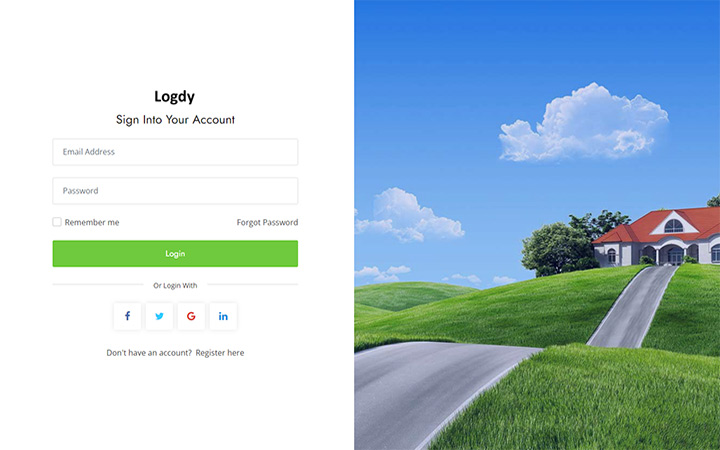 Logdy
Sign Into Your Account
Email Address
Password
Remember me
Forgot Password
Login
Or Login With
Don't have an account? Register here